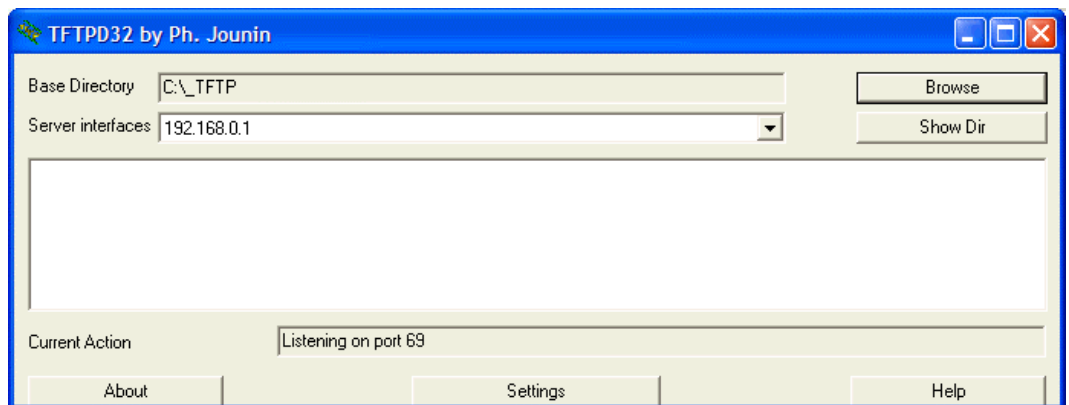 TFTPD32 by Ph. Jounin
Base Directory C:\_TFTP Browse
Server interfaces 192.168.0.1 Show Dir
Current Action Listening on port 69
About Settings Help